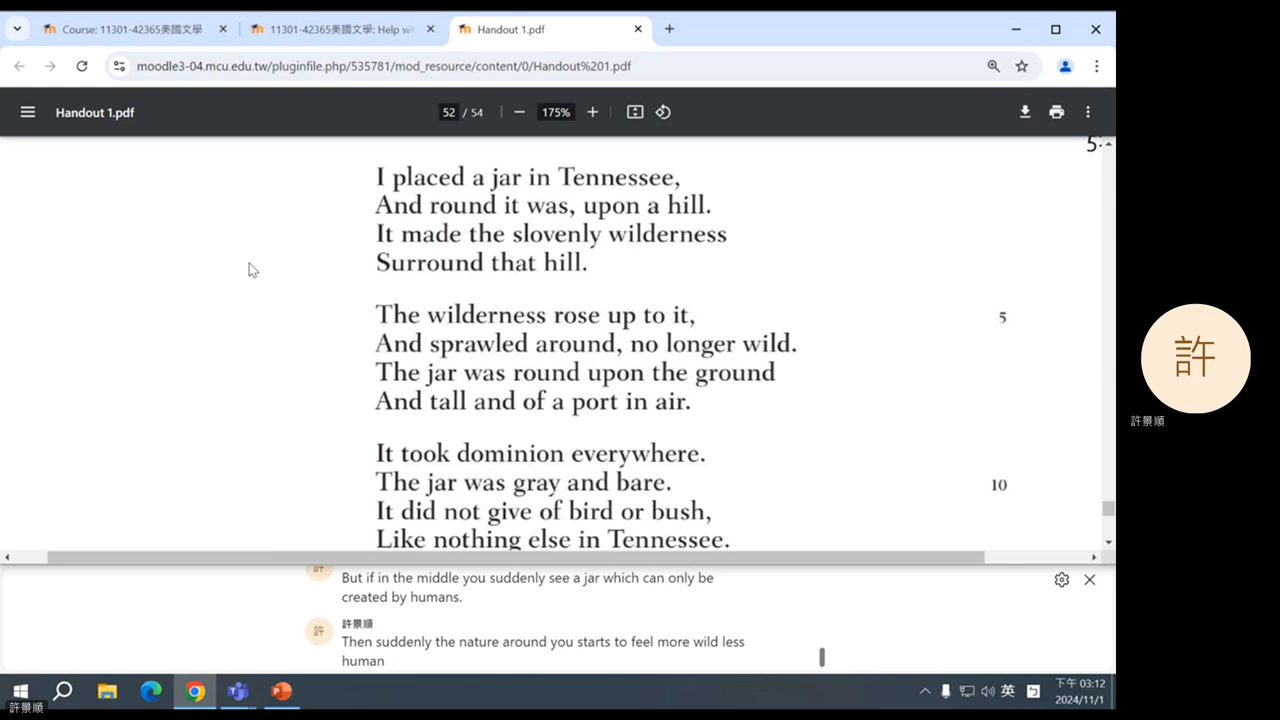 Course: 11301-42365美國文學
11301-42365美國文學: Help wi
Handout 1.pdf
moodle3-04.mcu.edu.tw/pluginfile.php/535781/mod_resource/content/0/Handout%201.pdf
Handout 1.pdf
52 / 54
175%
I placed a jar in Tennessee,
And round it was, upon a hill.
It made the slovenly wilderness
Surround that hill.
The wilderness rose up to it,
5
And sprawled around, no longer wild.
The jar was round upon the ground
And tall and of a port in air.
It took dominion everywhere.
The jar was gray and bare.
10
It did not give of bird or bush,
Like nothing else in Tennessee.
許
許景順
許
But if in the middle you suddenly see a jar which can only be
created by humans.
許
許景順
Then suddenly the nature around you starts to feel more wild less
human
英
下午 03:12
2024/11/1
許景順